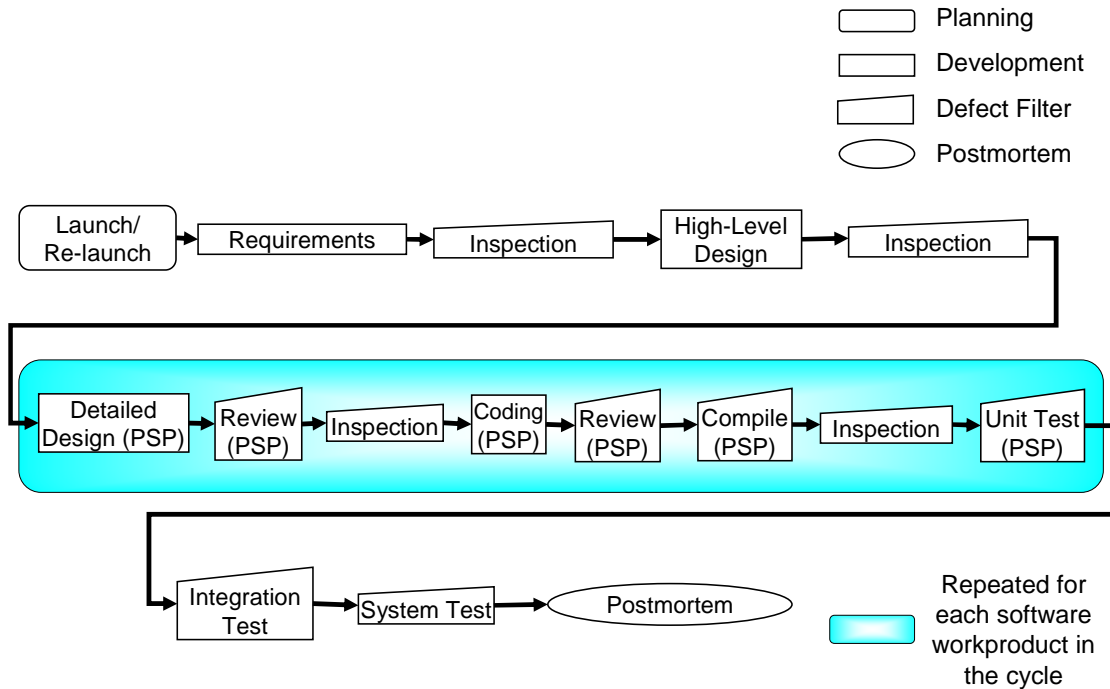 Planning
Development
Defect Filter
Postmortem
Launch/
Re-launch
Requirements
Inspection
High-Level
Design
Inspection
Detailed
Design (PSP)
Review
(PSP)
Inspection
Coding
(PSP)
Review
(PSP)
Compile
(PSP)
Inspection
Unit Test
(PSP)
Integration
Test
System Test
Postmortem
Repeated for
each software
workproduct in
the cycle